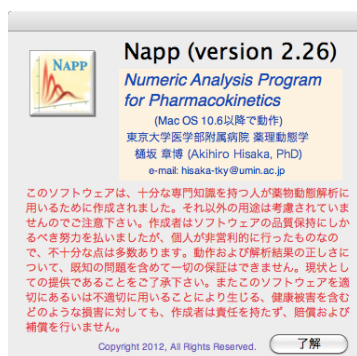 NAPP
Napp (version 2.26)
Numeric Analysis Program
for Pharmacokinetics
(Mac OS 10.6以降で動作)
東京大学医学部附属病院 薬理動態学
樋坂 章博 (Akihiro Hisaka, PhD)
e-mail: hisaka-tky@umin.ac.jp
このソフトウェアは、十分な専門知識を持つ人が薬物動態解析に
用いるために作成されました。それ以外の用途は考慮されていま
せんのでご注意下さい。作成者はソフトウェアの品質保持にしか
るべき努力を払いましたが、個人が非営利的に行ったものなの
で、不十分な点は多数あります。動作および解析結果の正しさに
ついて、既知の問題を含めて一切の保証はできません。現状とし
ての提供であることをご了承下さい。またこのソフトウェアを適
切にあるいは不適切に用いることにより生じる、健康被害を含む
どのような損害に対しても、作成者は責任を持たず、賠償および
補償を行いません。
Copyright 2012, All Rights Reserved.
了解